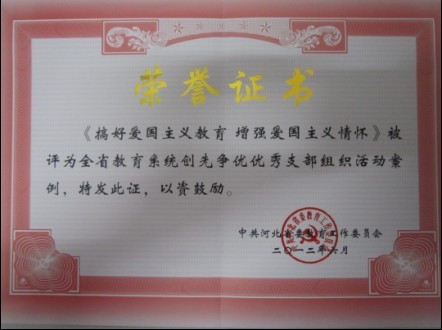 荣誉证书
《搞好爱国主义教育 增强爱国主义情怀》被
评为全省教育系统创先争优优秀支部组织活动案
例，特发此证，以资鼓励。
中共河北省委教育工作委员会
二〇一二年六月